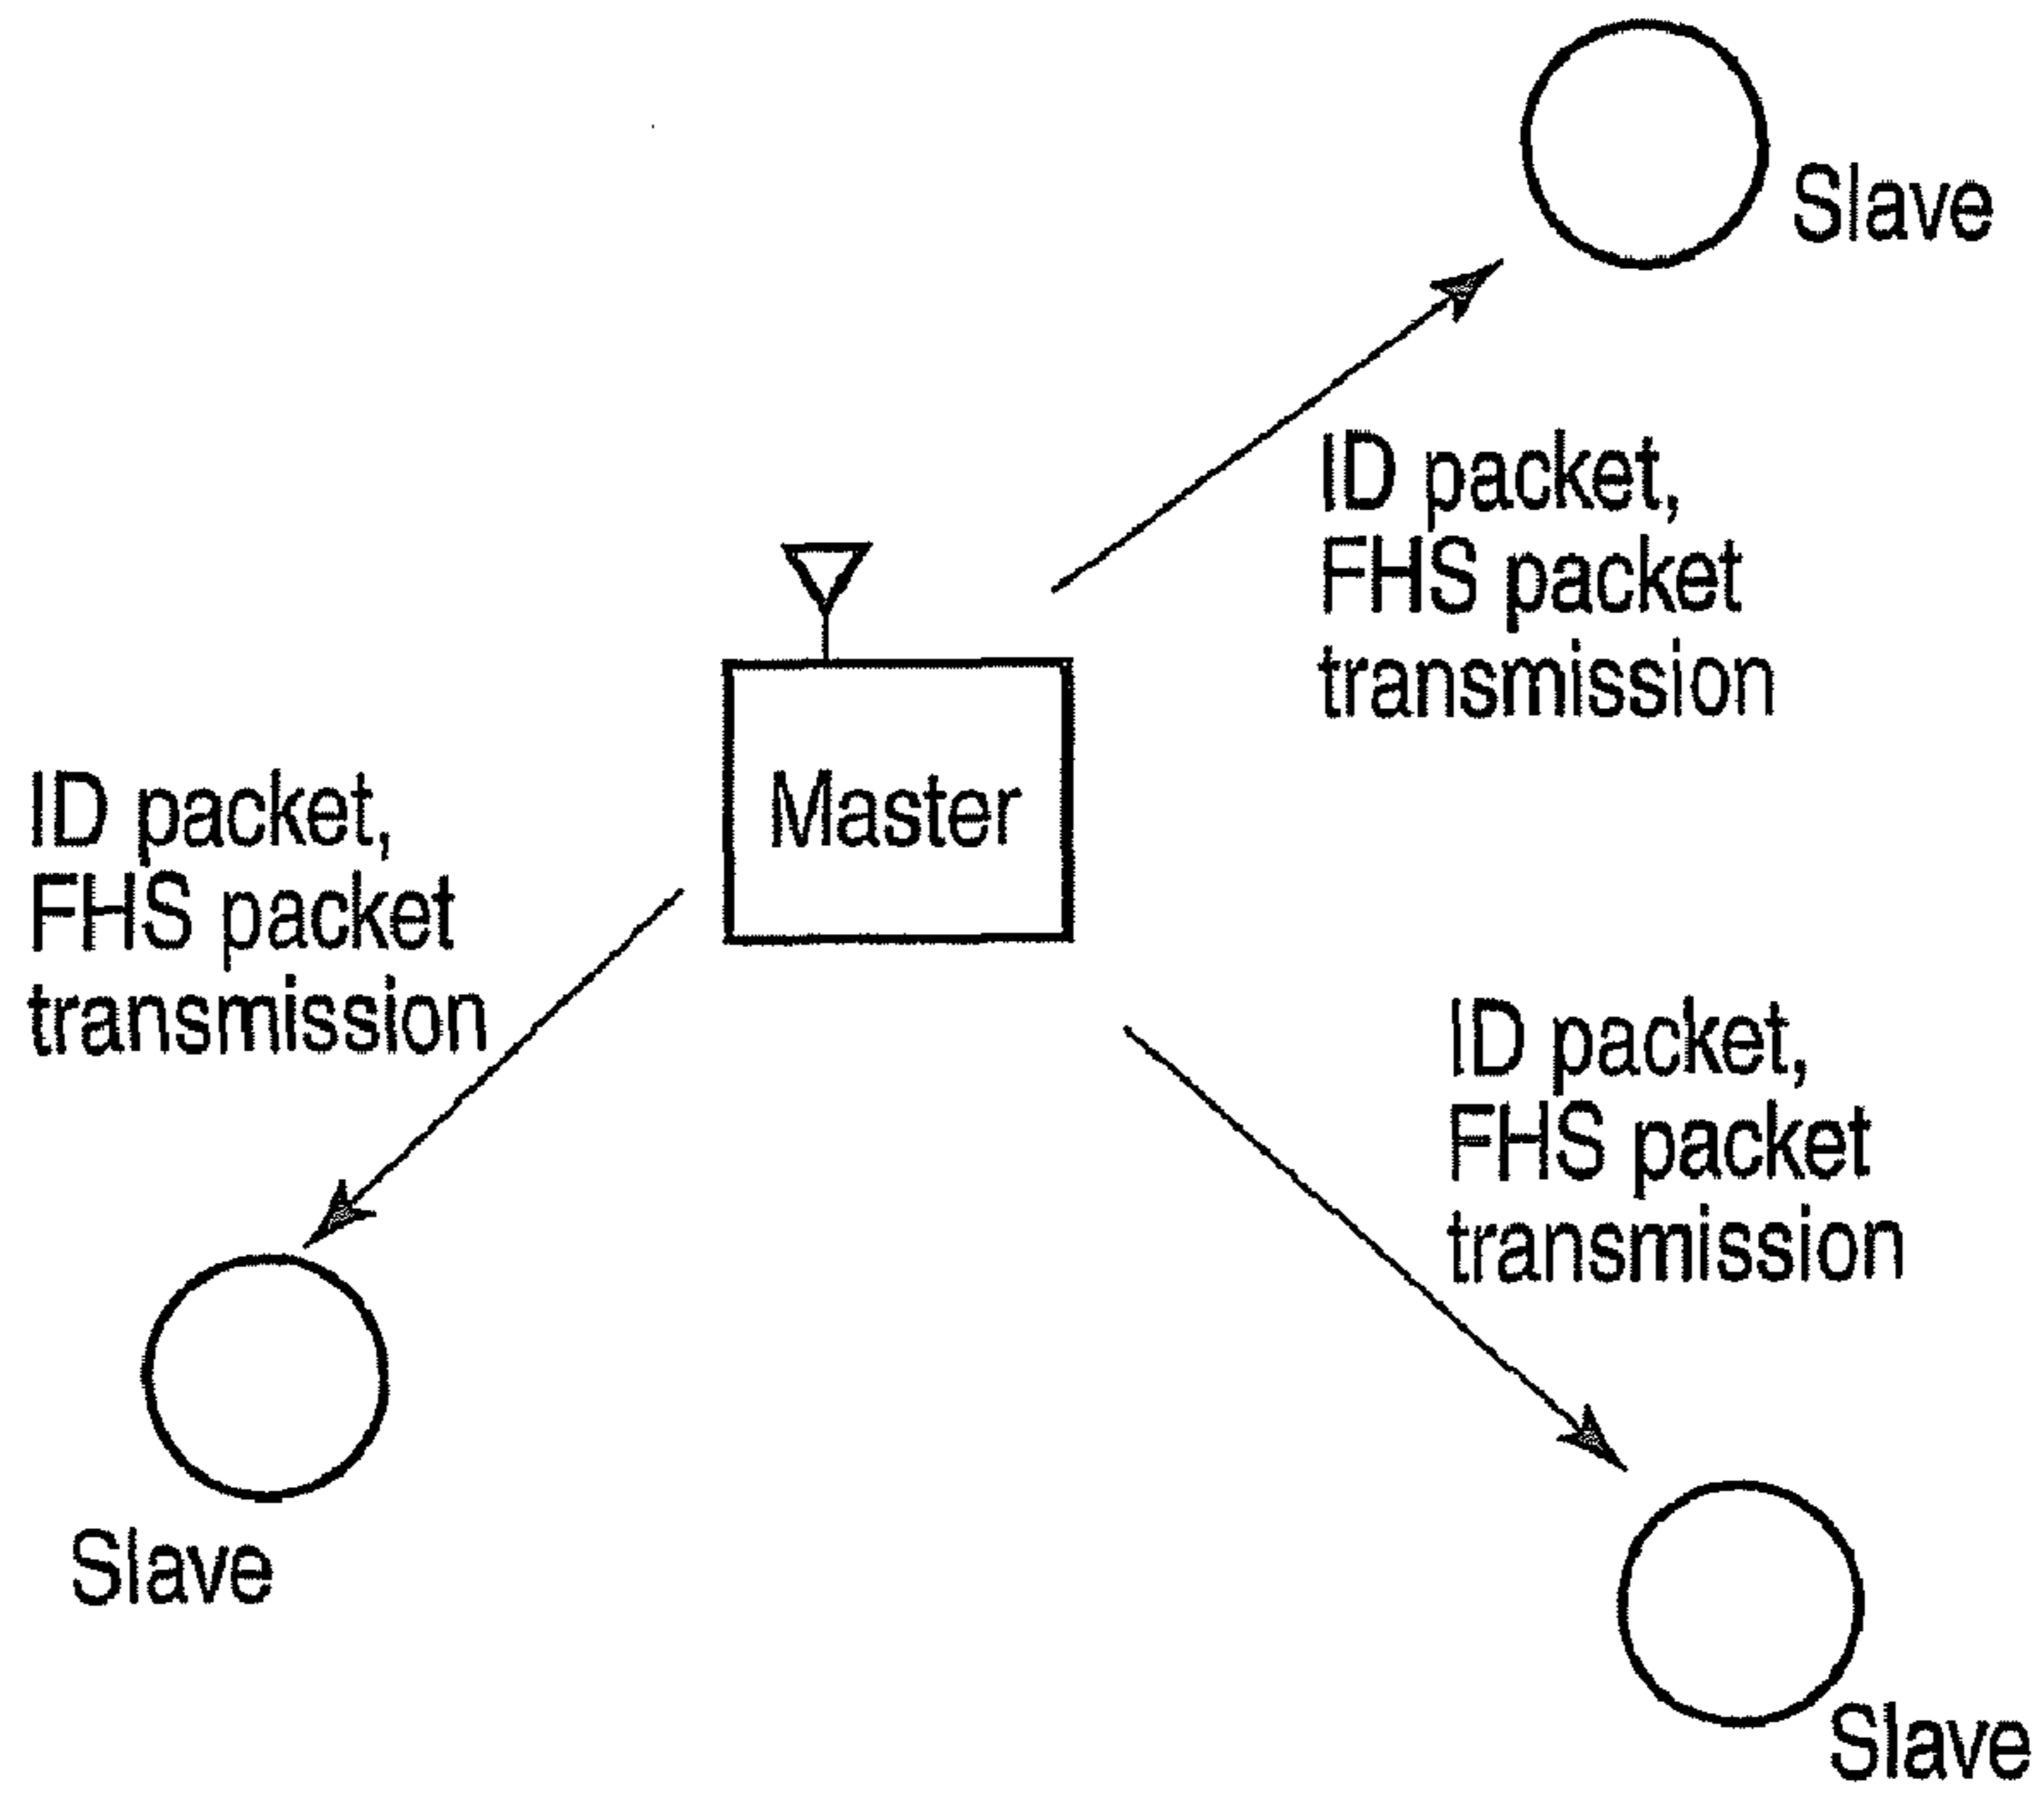 Slave
ID packet,
FHS packet
transmission
Master
ID packet,
FHS packet
transmission
ID packet,
FHS packet
transmission
Slave
Slave